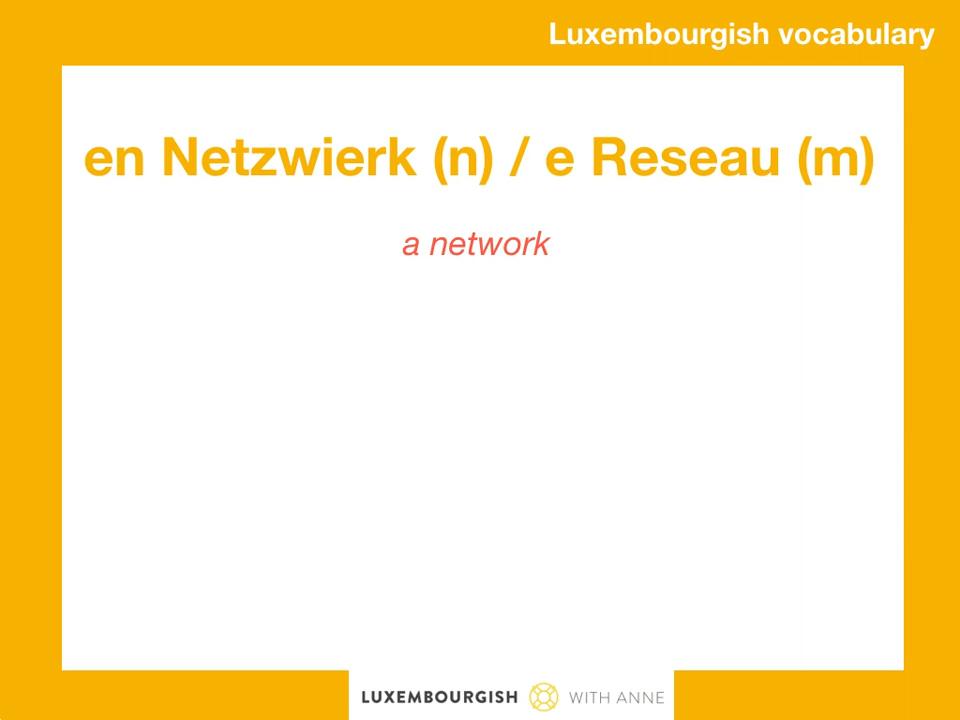 Luxembourgish vocabulary
en Netzwierk (n) / e Reseau (m)
a network
LUXEMBOURGISH WITH ANNE